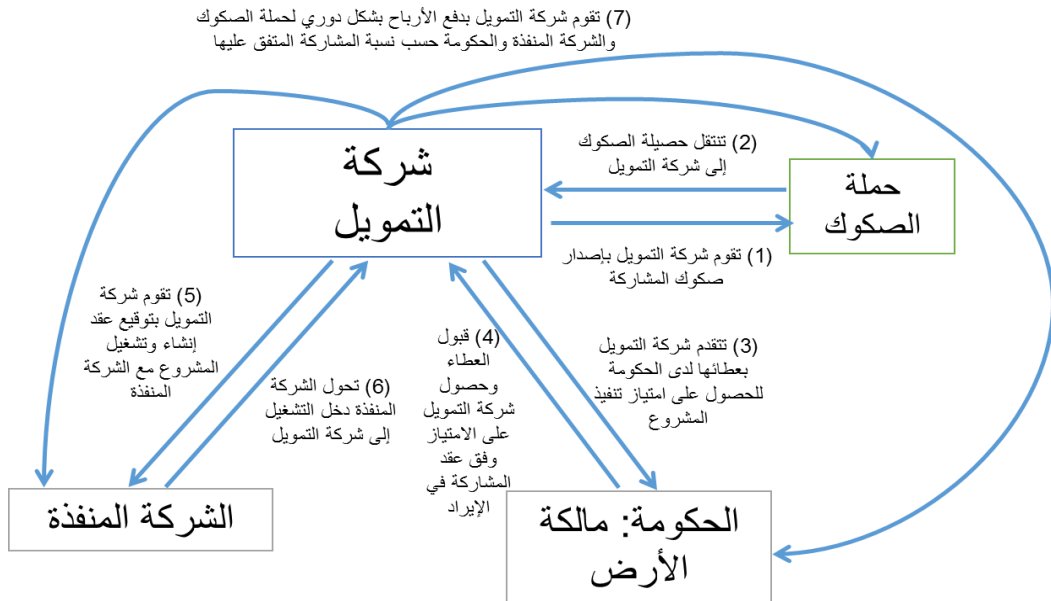 (7) تقوم شركة التمويل بدفع الأرباح بشكل دوري لحملة الصكوك
والشركة المنفذة والحكومة حسب نسبة المشاركة المتفق عليها
شركة
التمويل
(2) تنتقل حصيلة الصكوك
إلى شركة التمويل
حملة
الصكوك
(1) تقوم شركة التمويل بإصدار
صكوك المشاركة
(3) تتقدم شركة التمويل
بعطائها لدى الحكومة
للحصول على امتياز تنفيذ
المشروع
(4) قبول
العطاء
وحصول
شركة التمويل
على الامتياز
وفق عقد
المشاركة في
الإيراد
(5) تقوم شركة
التمويل بتوقيع عقد
إنشاء وتشغيل
المشروع مع الشركة
المنفذة
(6) تحول الشركة
المنفذة دخل التشغيل
إلى شركة التمويل
الحكومة: مالكة
الأرض
الشركة المنفذة